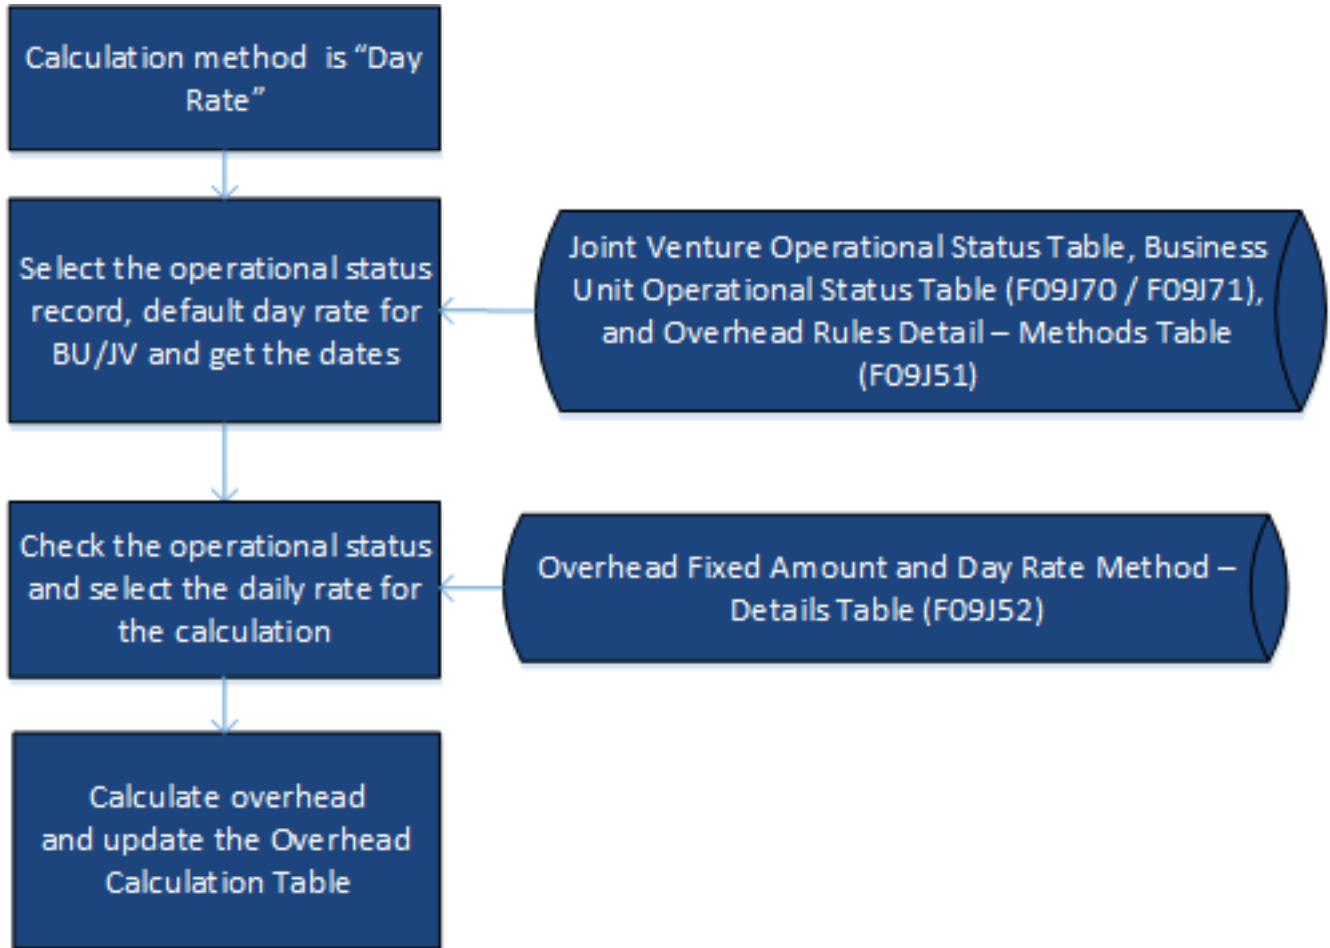 Calculation method is “Day
Rate”
Select the operational status
record, default day rate for
BU/JV and get the dates
Joint Venture Operational Status Table, Business
Unit Operational Status Table (F09J70 / F09J71),
and Overhead Rules Detail – Methods Table
(F09J51)
Check the operational status
and select the daily rate for
the calculation
Overhead Fixed Amount and Day Rate Method –
Details Table (F09J52)
Calculate overhead
and update the Overhead
Calculation Table